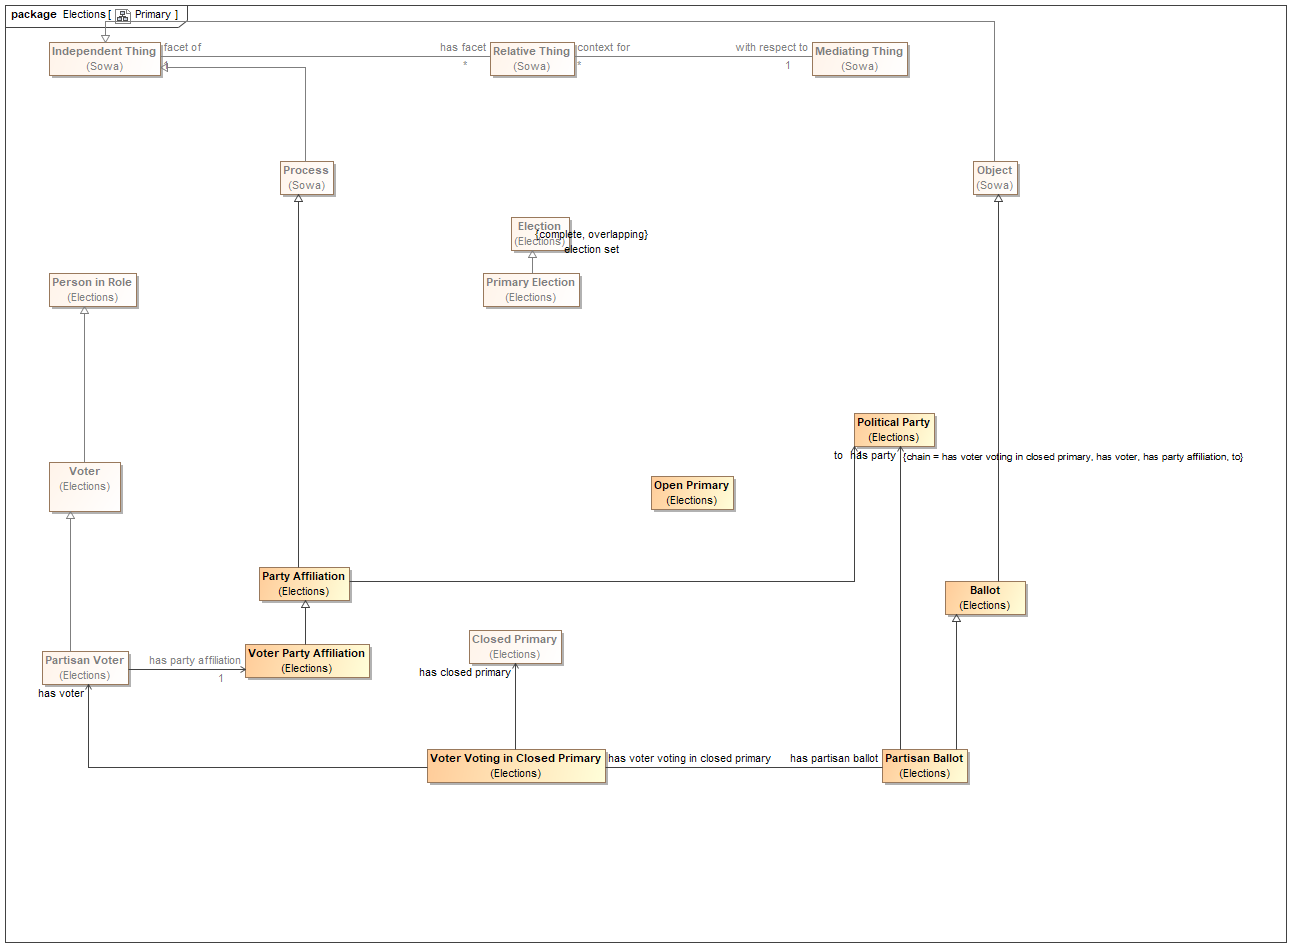 package Elections [ Primary ]
Independent Thing
(Sowa)
facet of
has facet
*
Relative Thing
(Sowa)
context for
*
with respect to
1
Mediating Thing
(Sowa)
Process
(Sowa)
Object
(Sowa)
Election
(Elections)
{complete, overlapping}
election set
Person in Role
(Elections)
Primary Election
(Elections)
Political Party
(Elections)
to
has party
{chain = has voter voting in closed primary, has voter, has party affiliation, to}
Voter
(Elections)
Open Primary
(Elections)
Party Affiliation
(Elections)
Ballot
(Elections)
Partisan Voter
(Elections)
has party affiliation
1
Voter Party Affiliation
(Elections)
Closed Primary
(Elections)
has closed primary
has voter
Voter Voting in Closed Primary
(Elections)
has voter voting in closed primary
has partisan ballot
Partisan Ballot
(Elections)